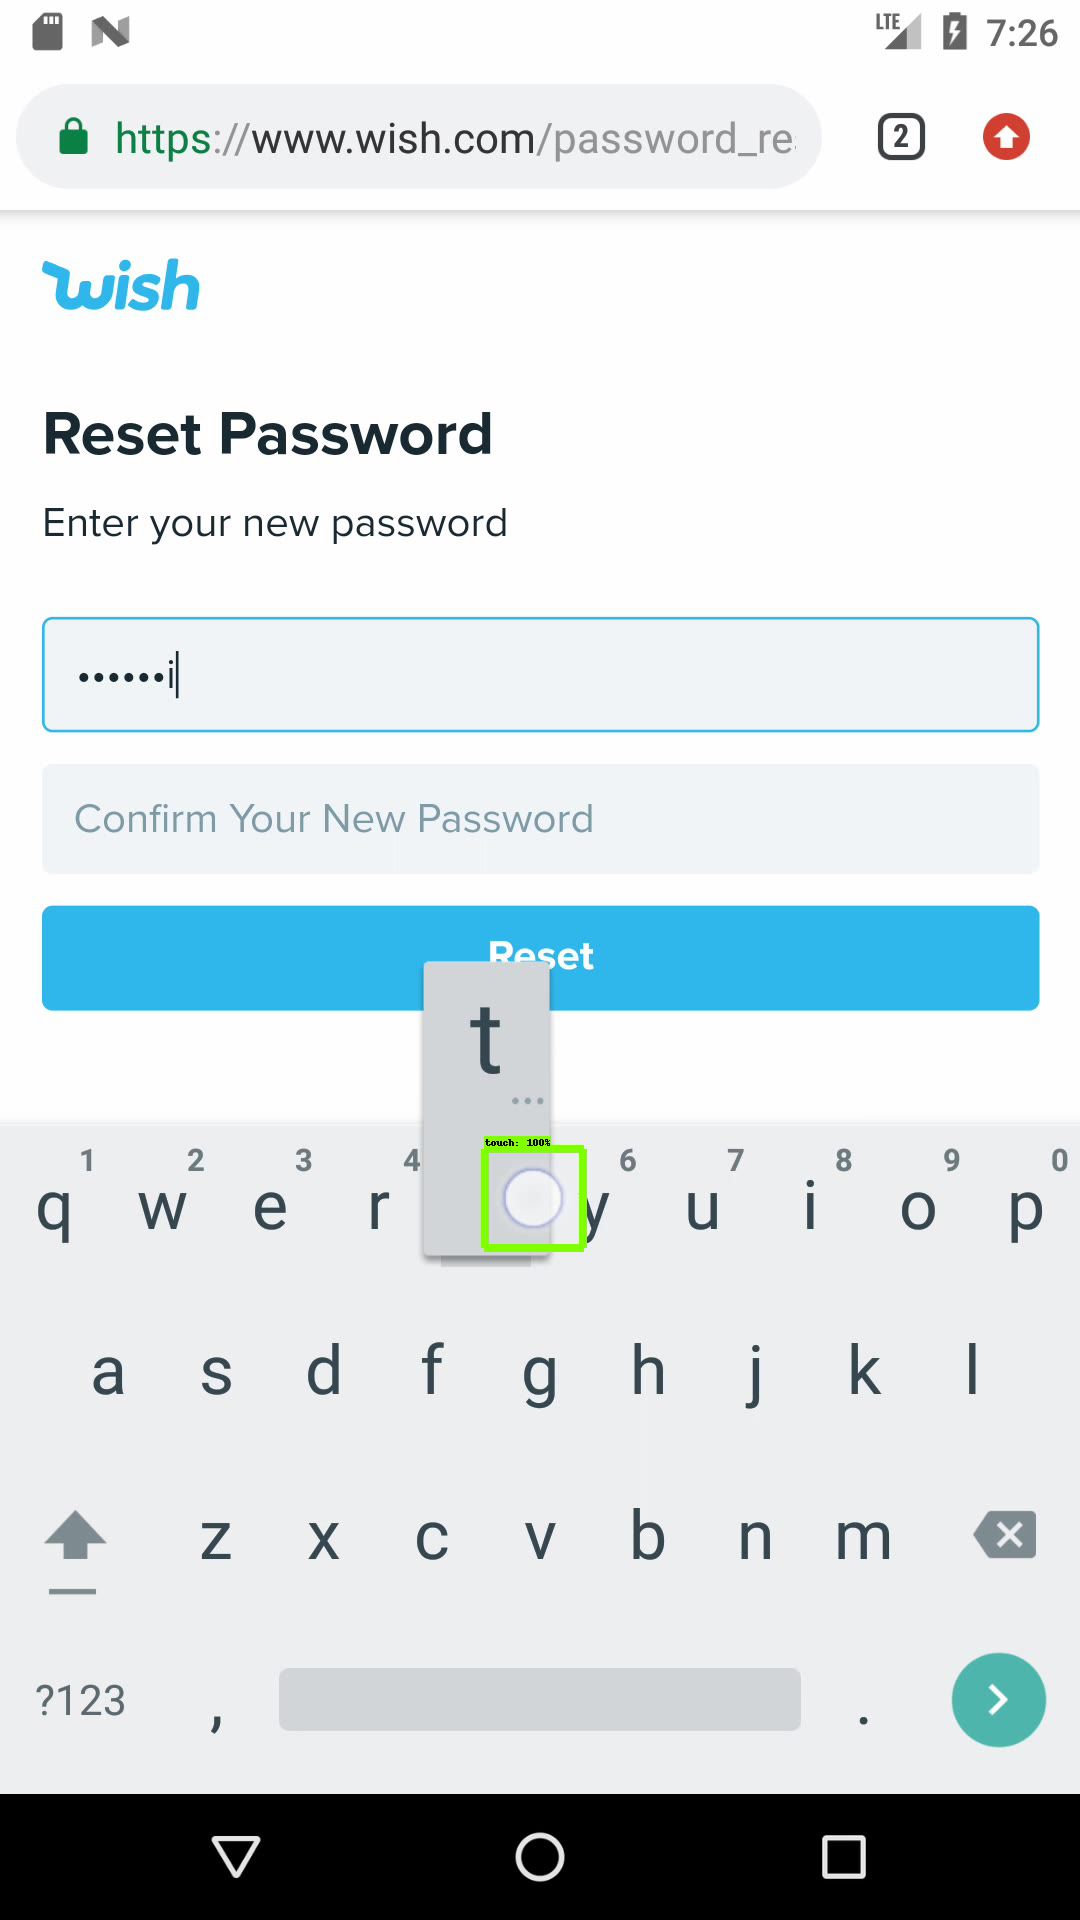 LTE 7:26
https://www.wish.com/password_re
2
wish
Reset Password
Enter your new password
••••••i
Confirm Your New Password
Reset
t
...
touch: 100%
1 2 3 4 6 7 8 9 0
q w e r y u i o p
a s d f g h j k l
z x c v b n m
?123 , .